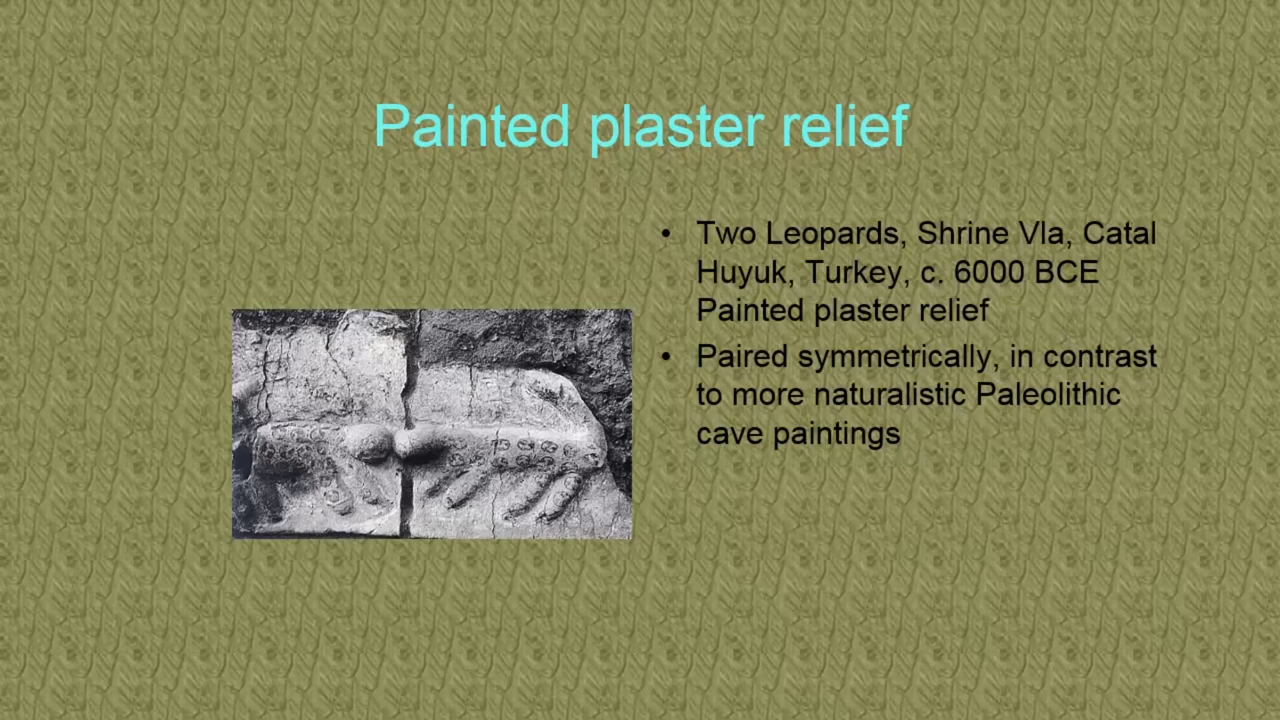 Painted plaster relief
• Two Leopards, Shrine Vla, Catal
Huyuk, Turkey, c. 6000 BCE
Painted plaster relief
• Paired symmetrically, in contrast
to more naturalistic Paleolithic
cave paintings